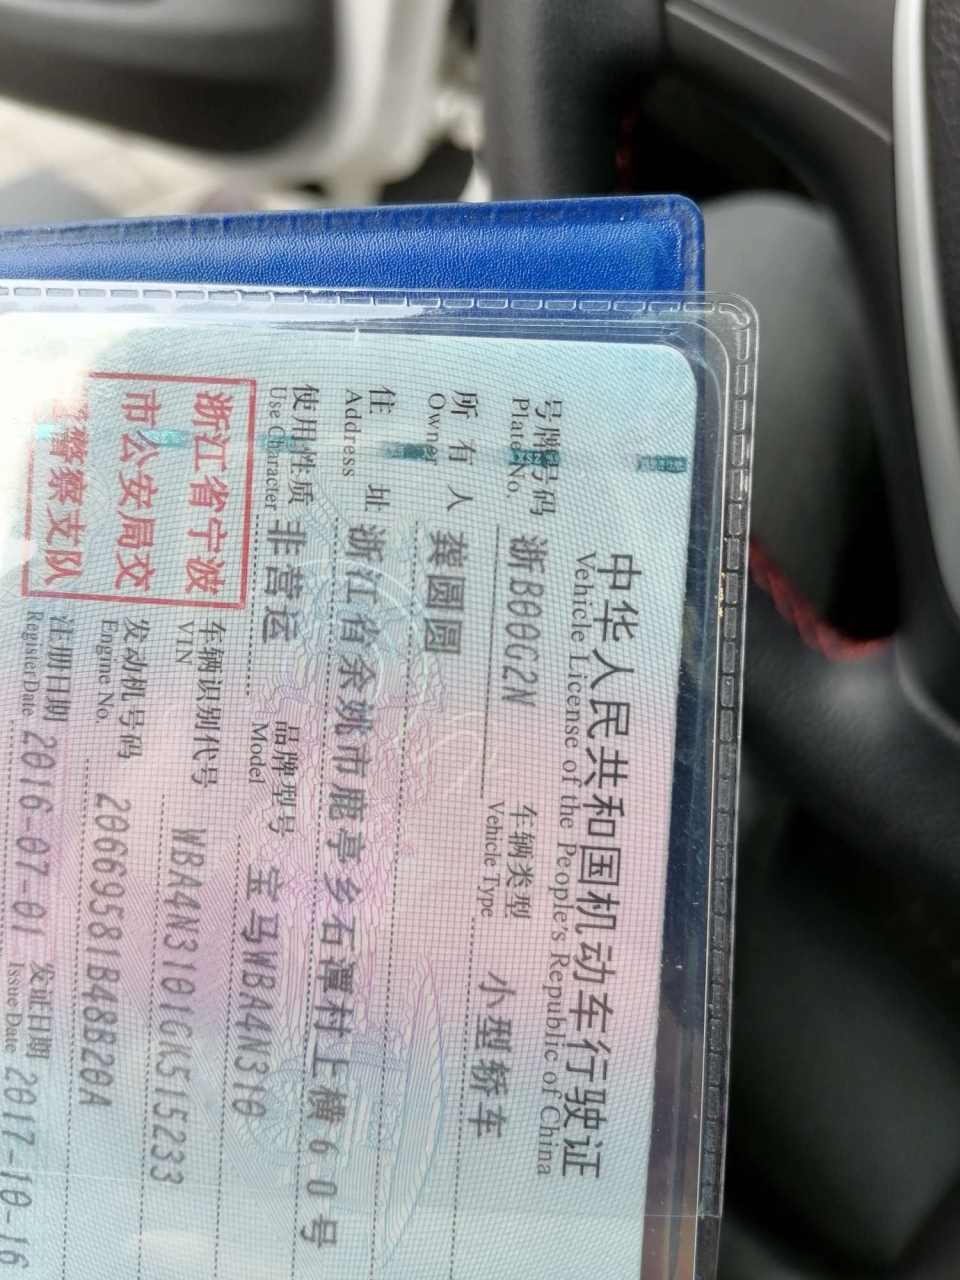 中华人民共和国机动车行驶证
Vehicle License of the People's Republic of China
号牌号码 浙B00G2N 车辆类型 小型轿车
Plate No. Vehicle Type
所有人 龚圆圆
Owner
住址 浙江省余姚市鹿亭乡石潭村上横60号
Address
使用性质 非营运 品牌型号 宝马WBA4N310
Use Character Model
车辆识别代号 WBA4N3101GK515233
VIN
发动机号码 20669581B48B20A
Engine No.
注册日期 2016-07-01 发证日期 2017-10-16
Register Date Issue Date
浙江省宁波
市公安局交
警察支队